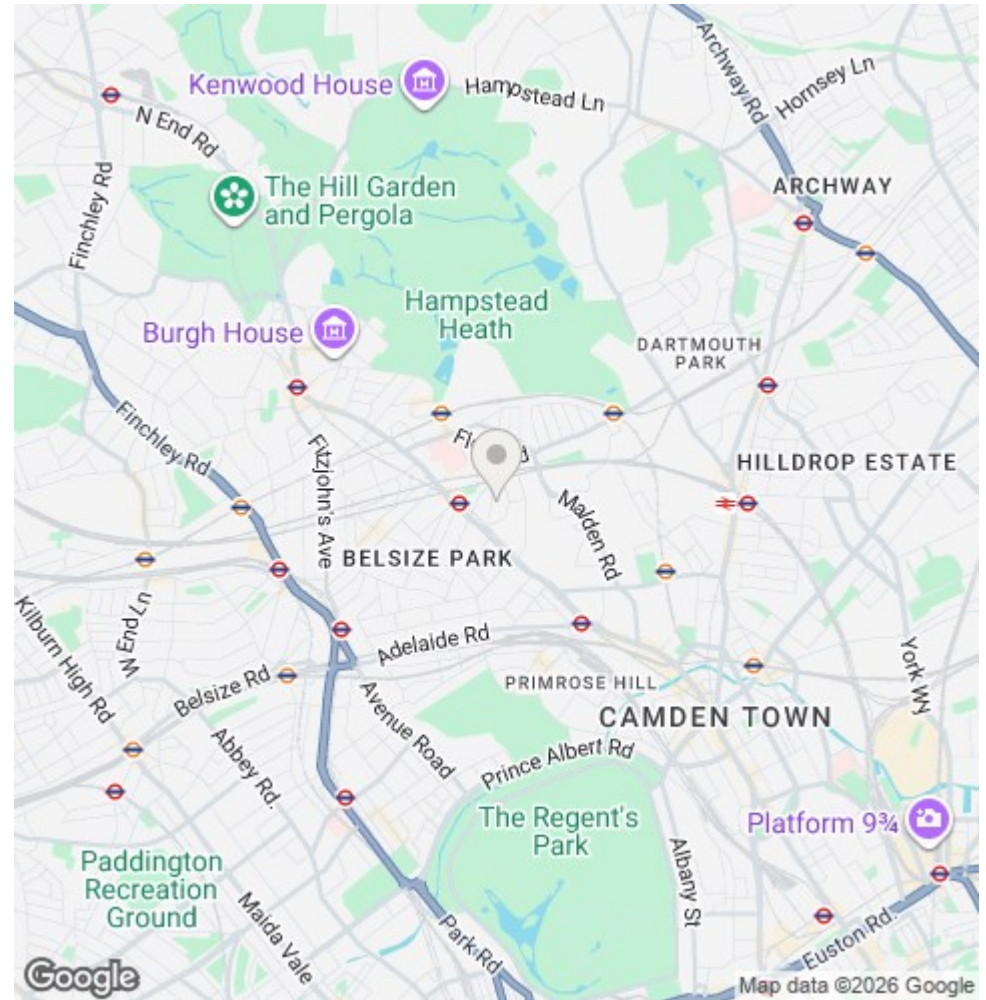 Kenwood House
Hampstead Ln
Archway Rd
Hornsey Ln
N End Rd
Finchley Rd
The Hill Garden
and Pergola
ARCHWAY
Hampstead
Heath
Burgh House
DARTMOUTH
PARK
Finchley Rd
Fitzjohn's Ave
HILLDROP ESTATE
Malden Rd
BELSIZE PARK
Kilburn High Rd
W End Ln
Adelaide Rd
York Wy
Belsize Rd
PRIMROSE HILL
Avenue Road
CAMDEN TOWN
Abbey Rd.
Prince Albert Rd
The Regent's
Park
Platform 9¾
Albany St
Paddington
Recreation
Ground
Maida Vale
Park Rd
Euston Rd.
Google
Map data ©2026 Google